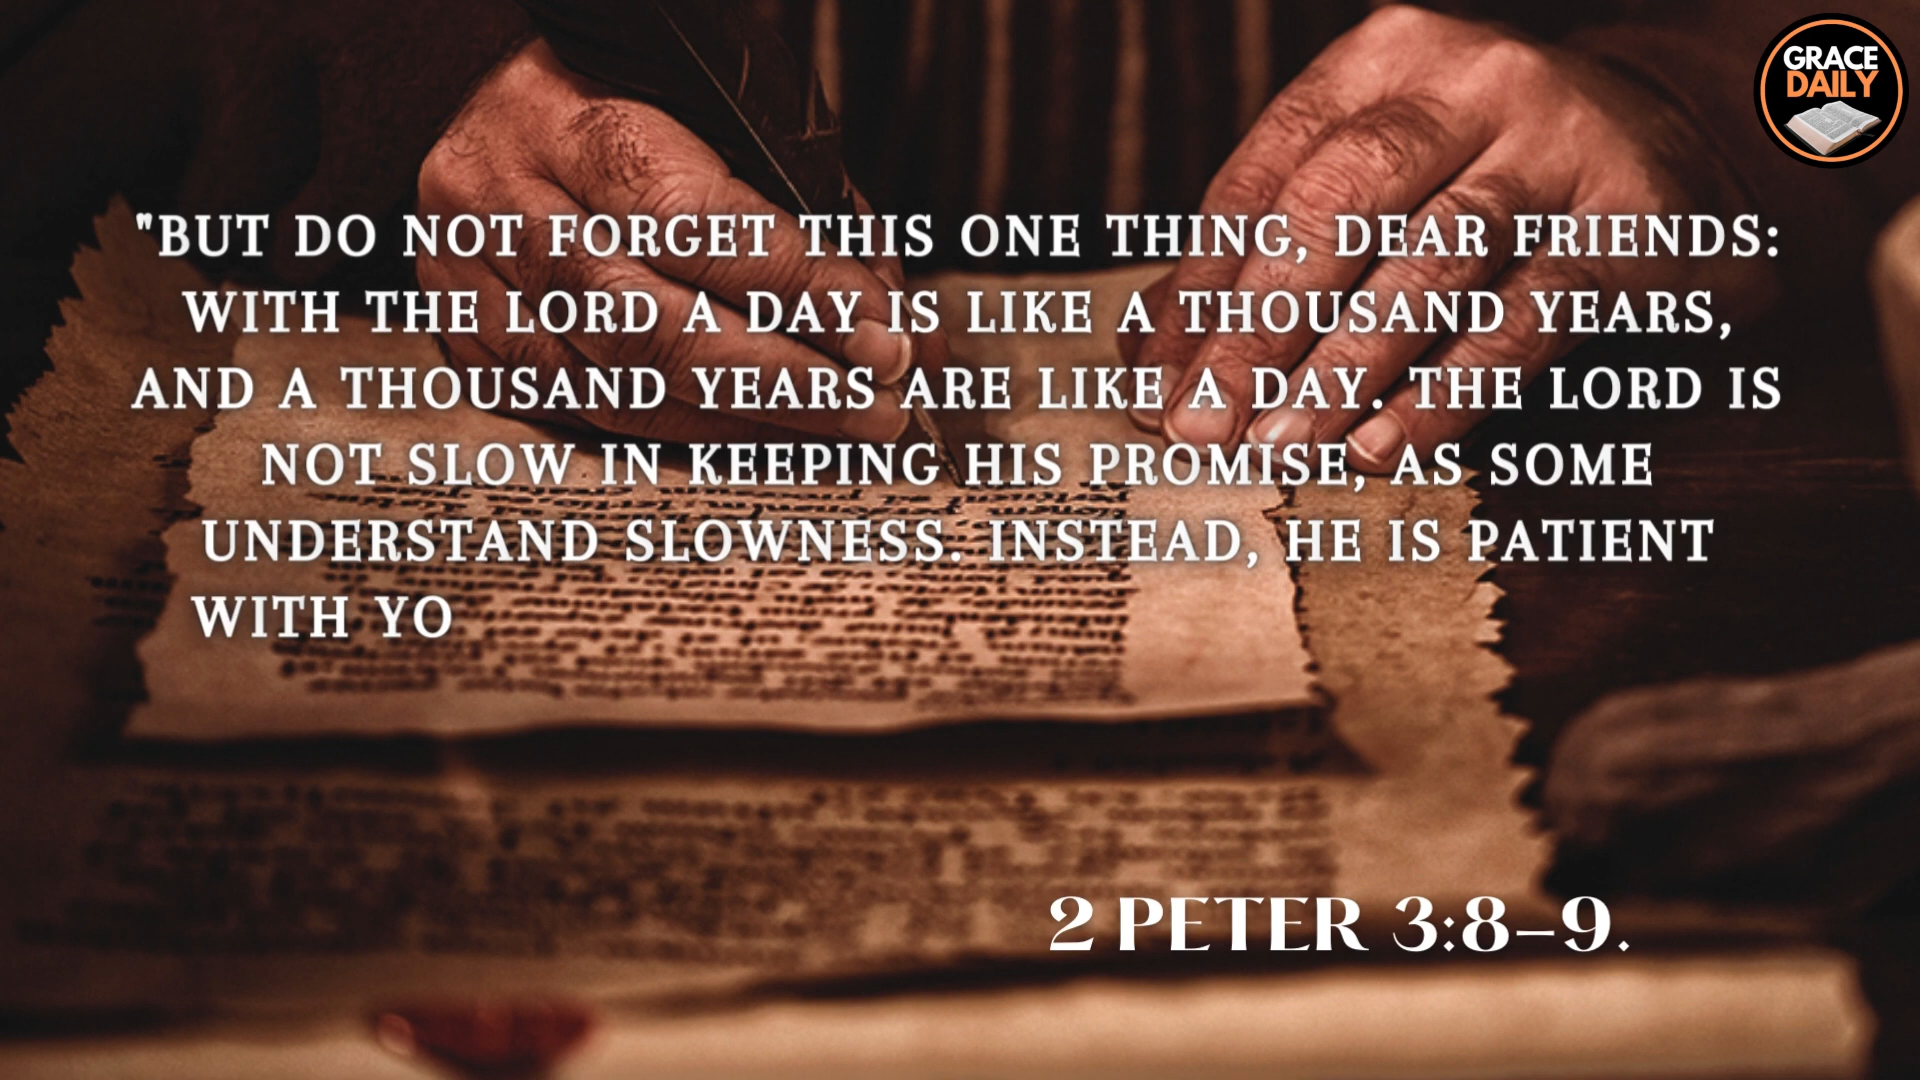 GRACE
DAILY
"BUT DO NOT FORGET THIS ONE THING, DEAR FRIENDS:
WITH THE LORD A DAY IS LIKE A THOUSAND YEARS,
AND A THOUSAND YEARS ARE LIKE A DAY. THE LORD IS
NOT SLOW IN KEEPING HIS PROMISE, AS SOME
UNDERSTAND SLOWNESS. INSTEAD, HE IS PATIENT
WITH YO
2 PETER 3:8–9.